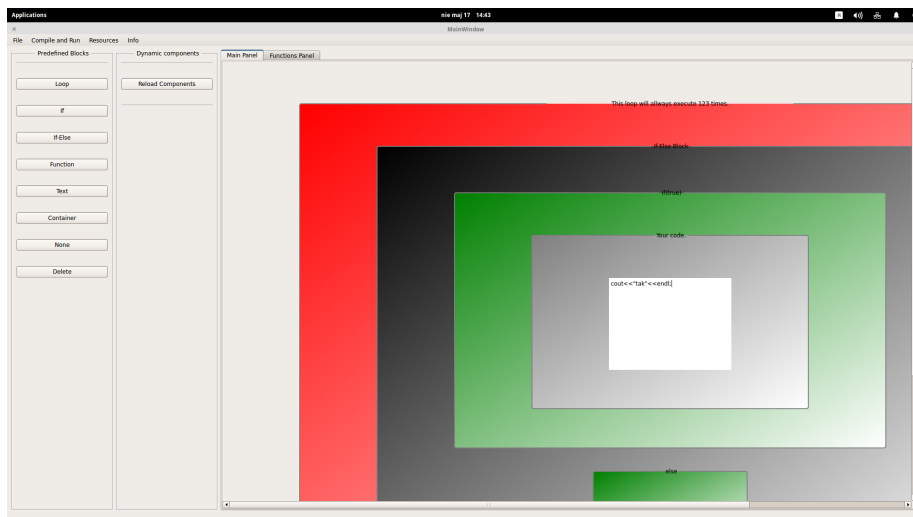 Applications
nie maj 17 14:43
MainWindow
File Compile and Run Resources Info
Predefined Blocks
Dynamic components
Main Panel Functions Panel
Loop
Reload Components
If
If-Else
Function
Text
Container
None
Delete
This loop will allways execute 123 times.
If-Else Block
if(true)
Your code.
cout<<"tak"<<endl;
else